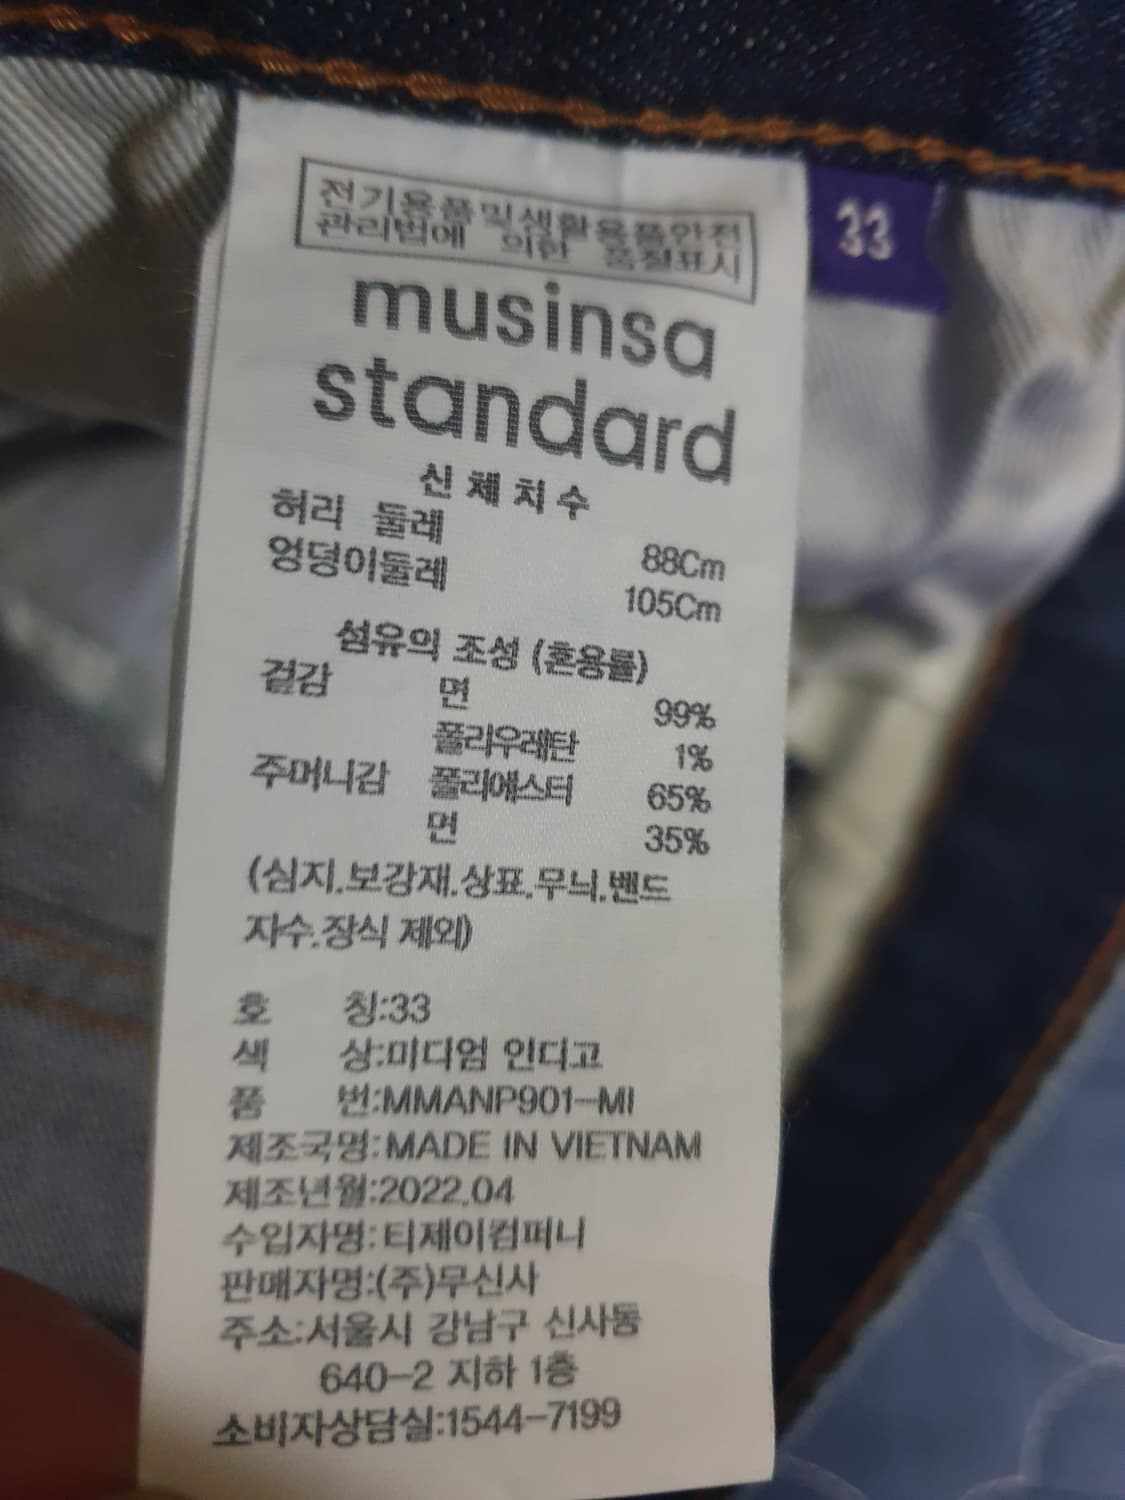 전기용품및생활용품안전
관리법에 의한 품질표시
33
musinsa
standard
신체치수
허리 둘레 88Cm
엉덩이둘레 105Cm
섬유의 조성 (혼용률)
겉감 면 99%
폴리우레탄 1%
주머니감 폴리에스터 65%
면 35%
(심지.보강재.상표.무늬.밴드
자수.장식 제외)
호 칭:33
색 상:미디엄 인디고
품 번:MMANP901-MI
제조국명:MADE IN VIETNAM
제조년월:2022.04
수입자명:티제이컴퍼니
판매자명:(주)무신사
주소:서울시 강남구 신사동
640-2 지하 1층
소비자상담실:1544-7199